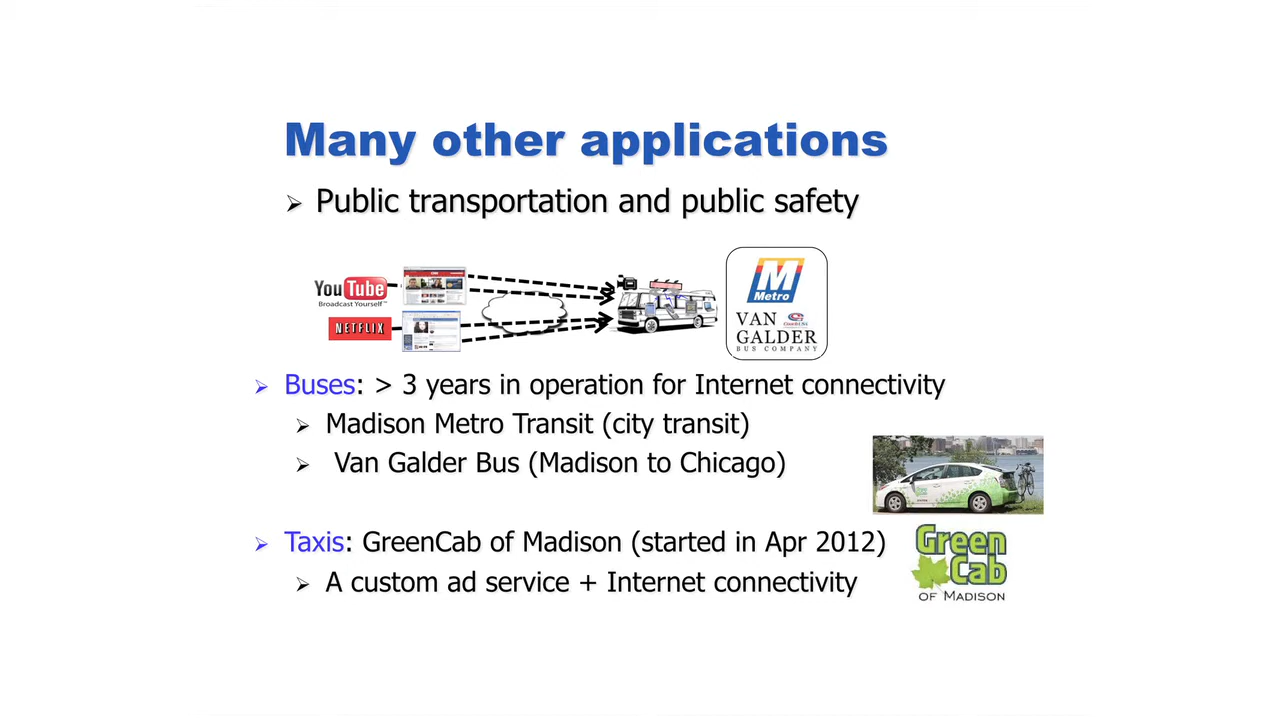 Many other applications
Public transportation and public safety
YouTube
Broadcast Yourself™
NETFLIX
M
Metro
VAN
GALDER
BUS COMPANY
Buses: > 3 years in operation for Internet connectivity
Madison Metro Transit (city transit)
Van Galder Bus (Madison to Chicago)
Taxis: GreenCab of Madison (started in Apr 2012)
A custom ad service + Internet connectivity
Green
Cab
OF MADISON